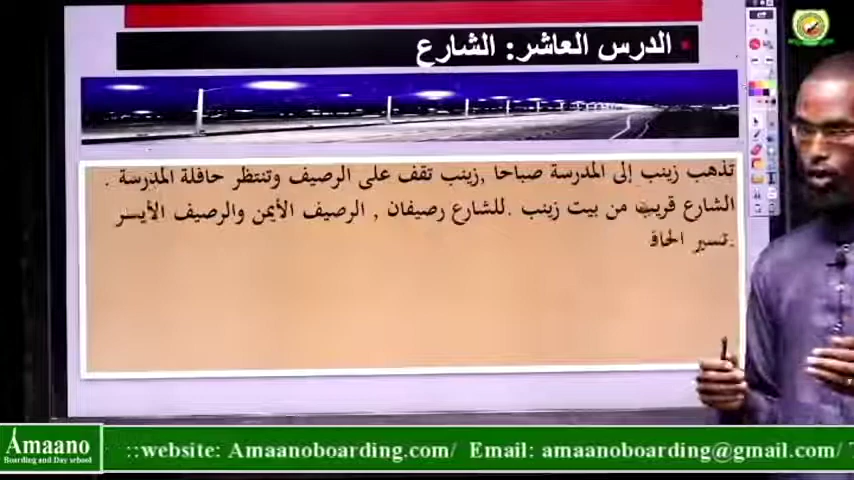 الدرس العاشر: الشارع
تذهب زينب إلى المدرسة صباحا ,زينب تقف على الرصيف وتنتظر حافلة المدرسة .
الشارع قريب من بيت زينب .للشارع رصيفان , الرصيف الأيمن والرصيف الأيسر
.تسير الحاف
Amaano
Boarding and Day school
::website: Amaanoboarding.com/ Email: amaanoboarding@gmail.com/